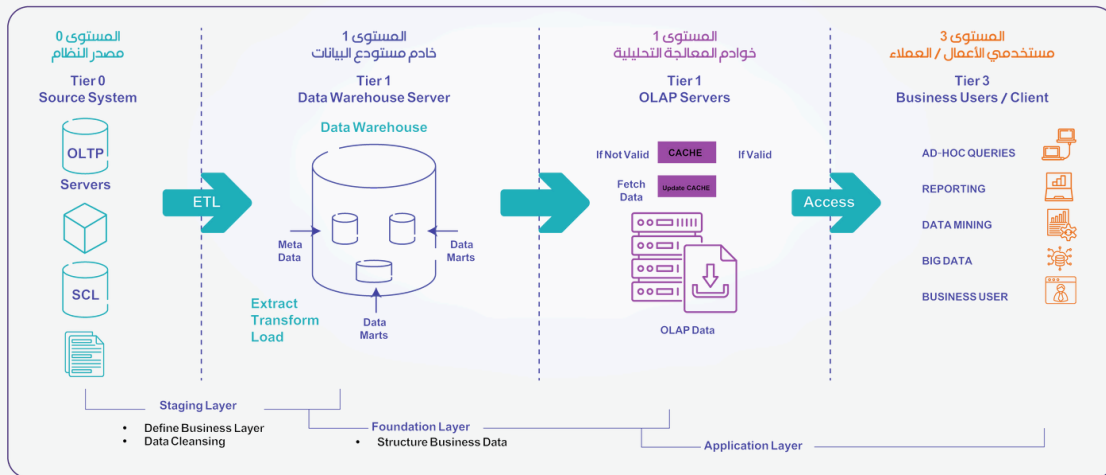 المستوى 0
مصدر النظام
Tier 0
Source System
OLTP
Servers
SCL
ETL
المستوى 1
خادم مستودع البيانات
Tier 1
Data Warehouse Server
Data Warehouse
Meta
Data
Data
Marts
Data
Marts
Extract
Transform
Load
المستوى 1
خوادم المعالجة التحليلية
Tier 1
OLAP Servers
If Not Valid
CACHE
If Valid
Fetch
Data
Update CACHE
OLAP Data
Access
المستوى 3
مستخدمي الأعمال / العملاء
Tier 3
Business Users / Client
AD-HOC QUERIES
REPORTING
DATA MINING
BIG DATA
BUSINESS USER
Staging Layer
• Define Business Layer
• Data Cleansing
Foundation Layer
• Structure Business Data
Application Layer